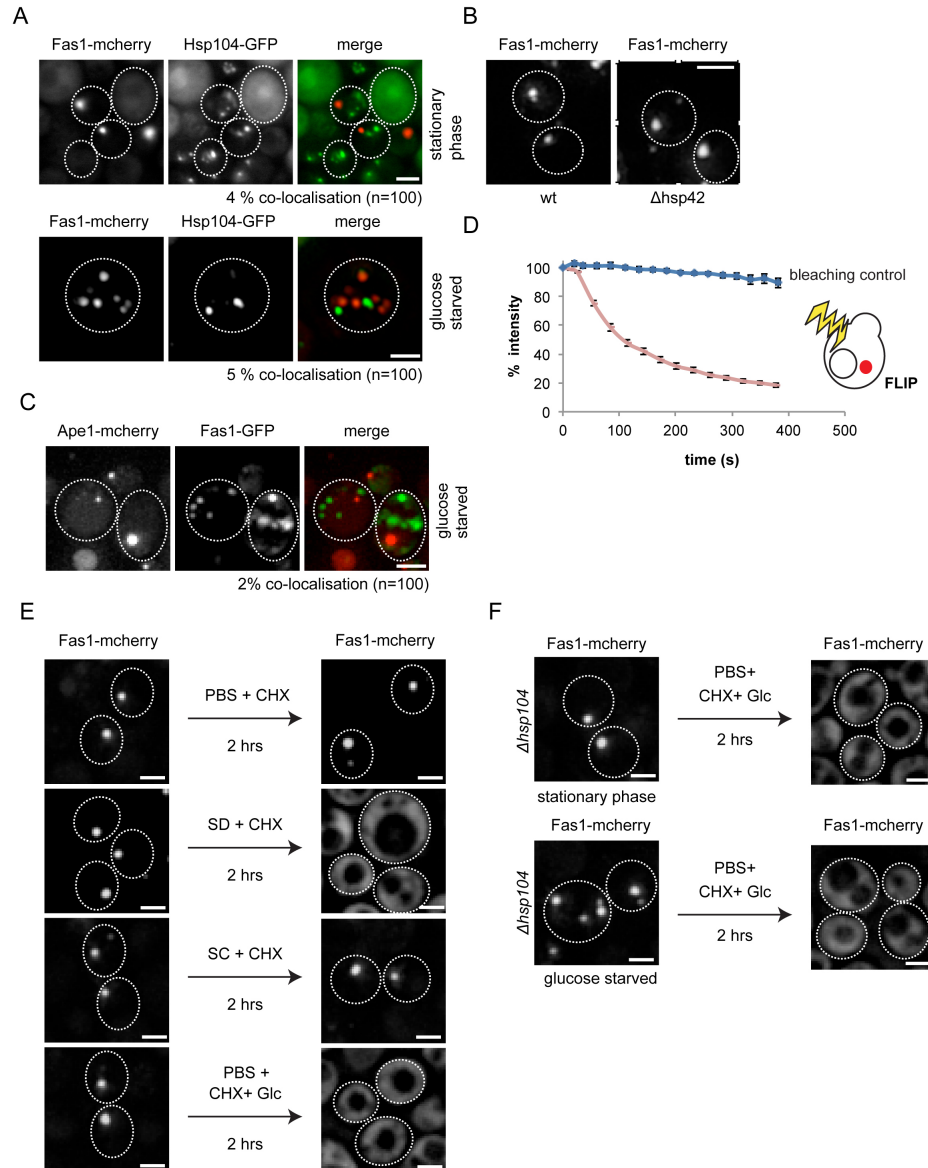 A
Fas1-mcherry Hsp104-GFP merge
stationary
phase
4 % co-localisation (n=100)
Fas1-mcherry Hsp104-GFP merge
glucose
starved
5 % co-localisation (n=100)
B
Fas1-mcherry Fas1-mcherry
wt Δhsp42
C
Ape1-mcherry Fas1-GFP merge
glucose
starved
2% co-localisation (n=100)
D
% intensity
100
80
60
40
20
0
0 100 200 300 400 500
time (s)
bleaching control
FLIP
E
Fas1-mcherry Fas1-mcherry
PBS + CHX
2 hrs
SD + CHX
2 hrs
SC + CHX
2 hrs
PBS +
CHX+ Glc
2 hrs
F
Fas1-mcherry Fas1-mcherry
Δhsp104
PBS+
CHX+ Glc
2 hrs
stationary phase
Fas1-mcherry Fas1-mcherry
Δhsp104
PBS+
CHX+ Glc
2 hrs
glucose starved